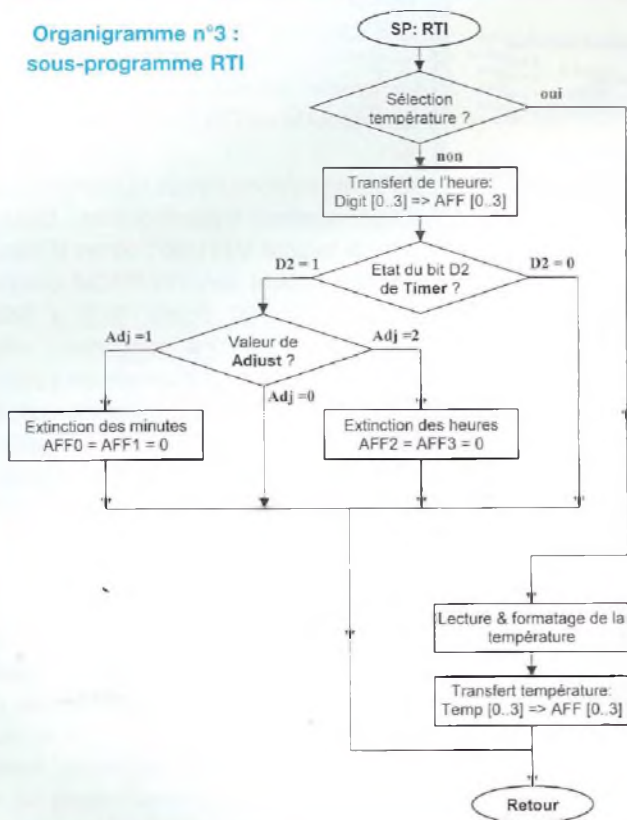 Organigramme n°3 :
sous-programme RTI
SP: RTI
Sélection
température ?
oui
non
Transfert de l'heure:
Digit [0..3] => AFF [0..3]
D2 = 1
Etat du bit D2
de Timer ?
D2 = 0
Adj =1
Valeur de
Adjust ?
Adj =2
Adj =0
Extinction des minutes
AFF0 = AFF1 = 0
Extinction des heures
AFF2 = AFF3 = 0
Lecture & formatage de la
température
Transfert température:
Temp [0..3] => AFF [0..3]
Retour